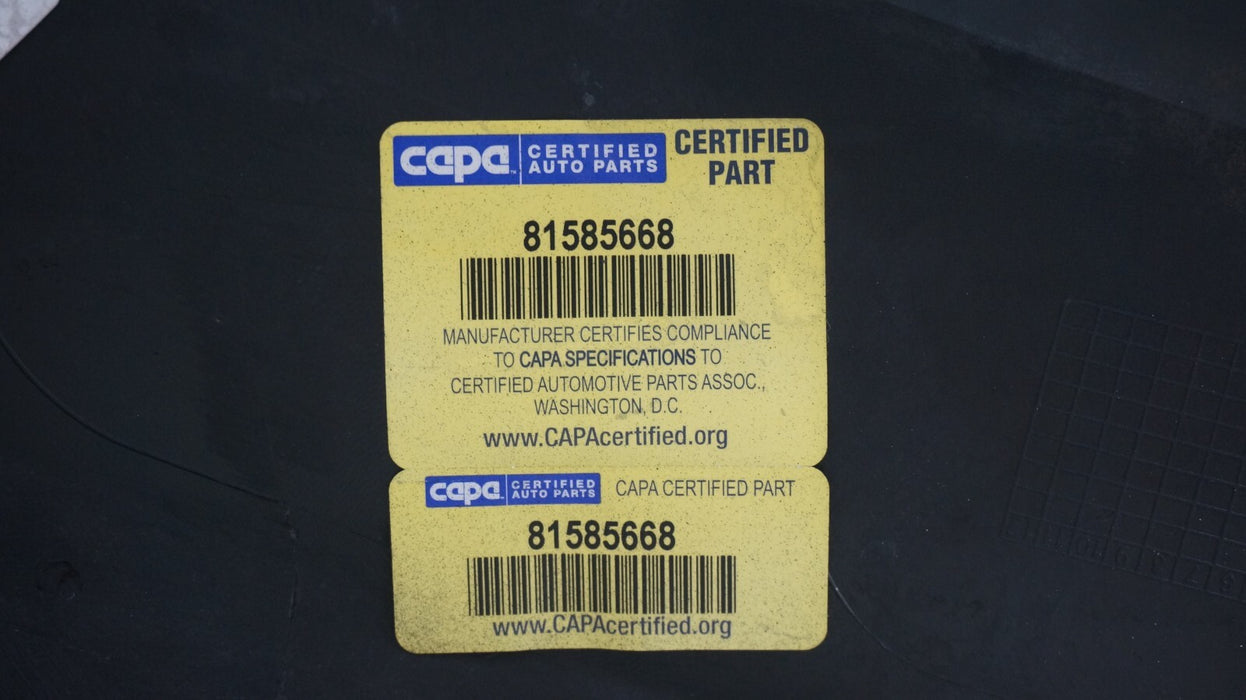 capa™ CERTIFIED AUTO PARTS
CERTIFIED PART
81585668
MANUFACTURER CERTIFIES COMPLIANCE
TO CAPA SPECIFICATIONS TO
CERTIFIED AUTOMOTIVE PARTS ASSOC.,
WASHINGTON, D.C.
www.CAPAcertified.org
capa CERTIFIED AUTO PARTS CAPA CERTIFIED PART
81585668
www.CAPAcertified.org